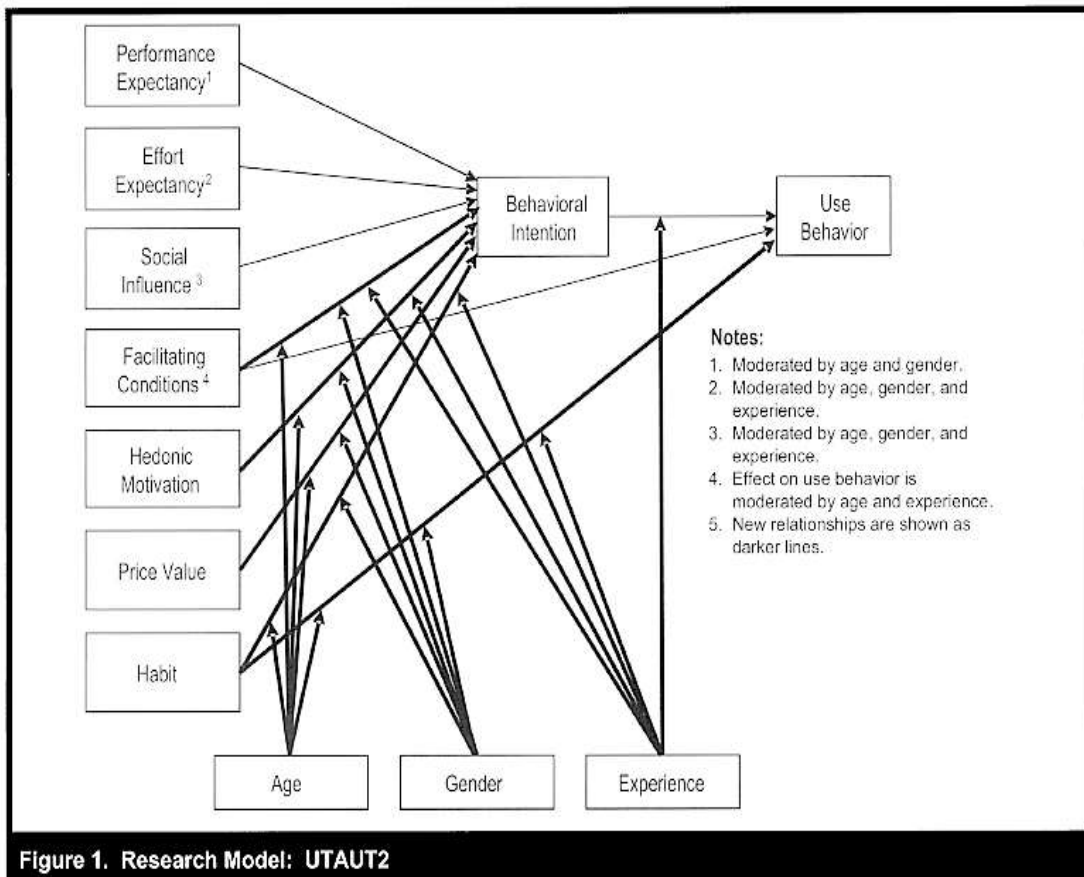 Performance
Expectancy1
Effort
Expectancy2
Social
Influence 3
Facilitating
Conditions 4
Hedonic
Motivation
Price Value
Habit
Behavioral
Intention
Use
Behavior
Notes:
1. Moderated by age and gender.
2. Moderated by age, gender, and
experience.
3. Moderated by age, gender, and
experience.
4. Effect on use behavior is
moderated by age and experience.
5. New relationships are shown as
darker lines.
Age
Gender
Experience
Figure 1. Research Model: UTAUT2